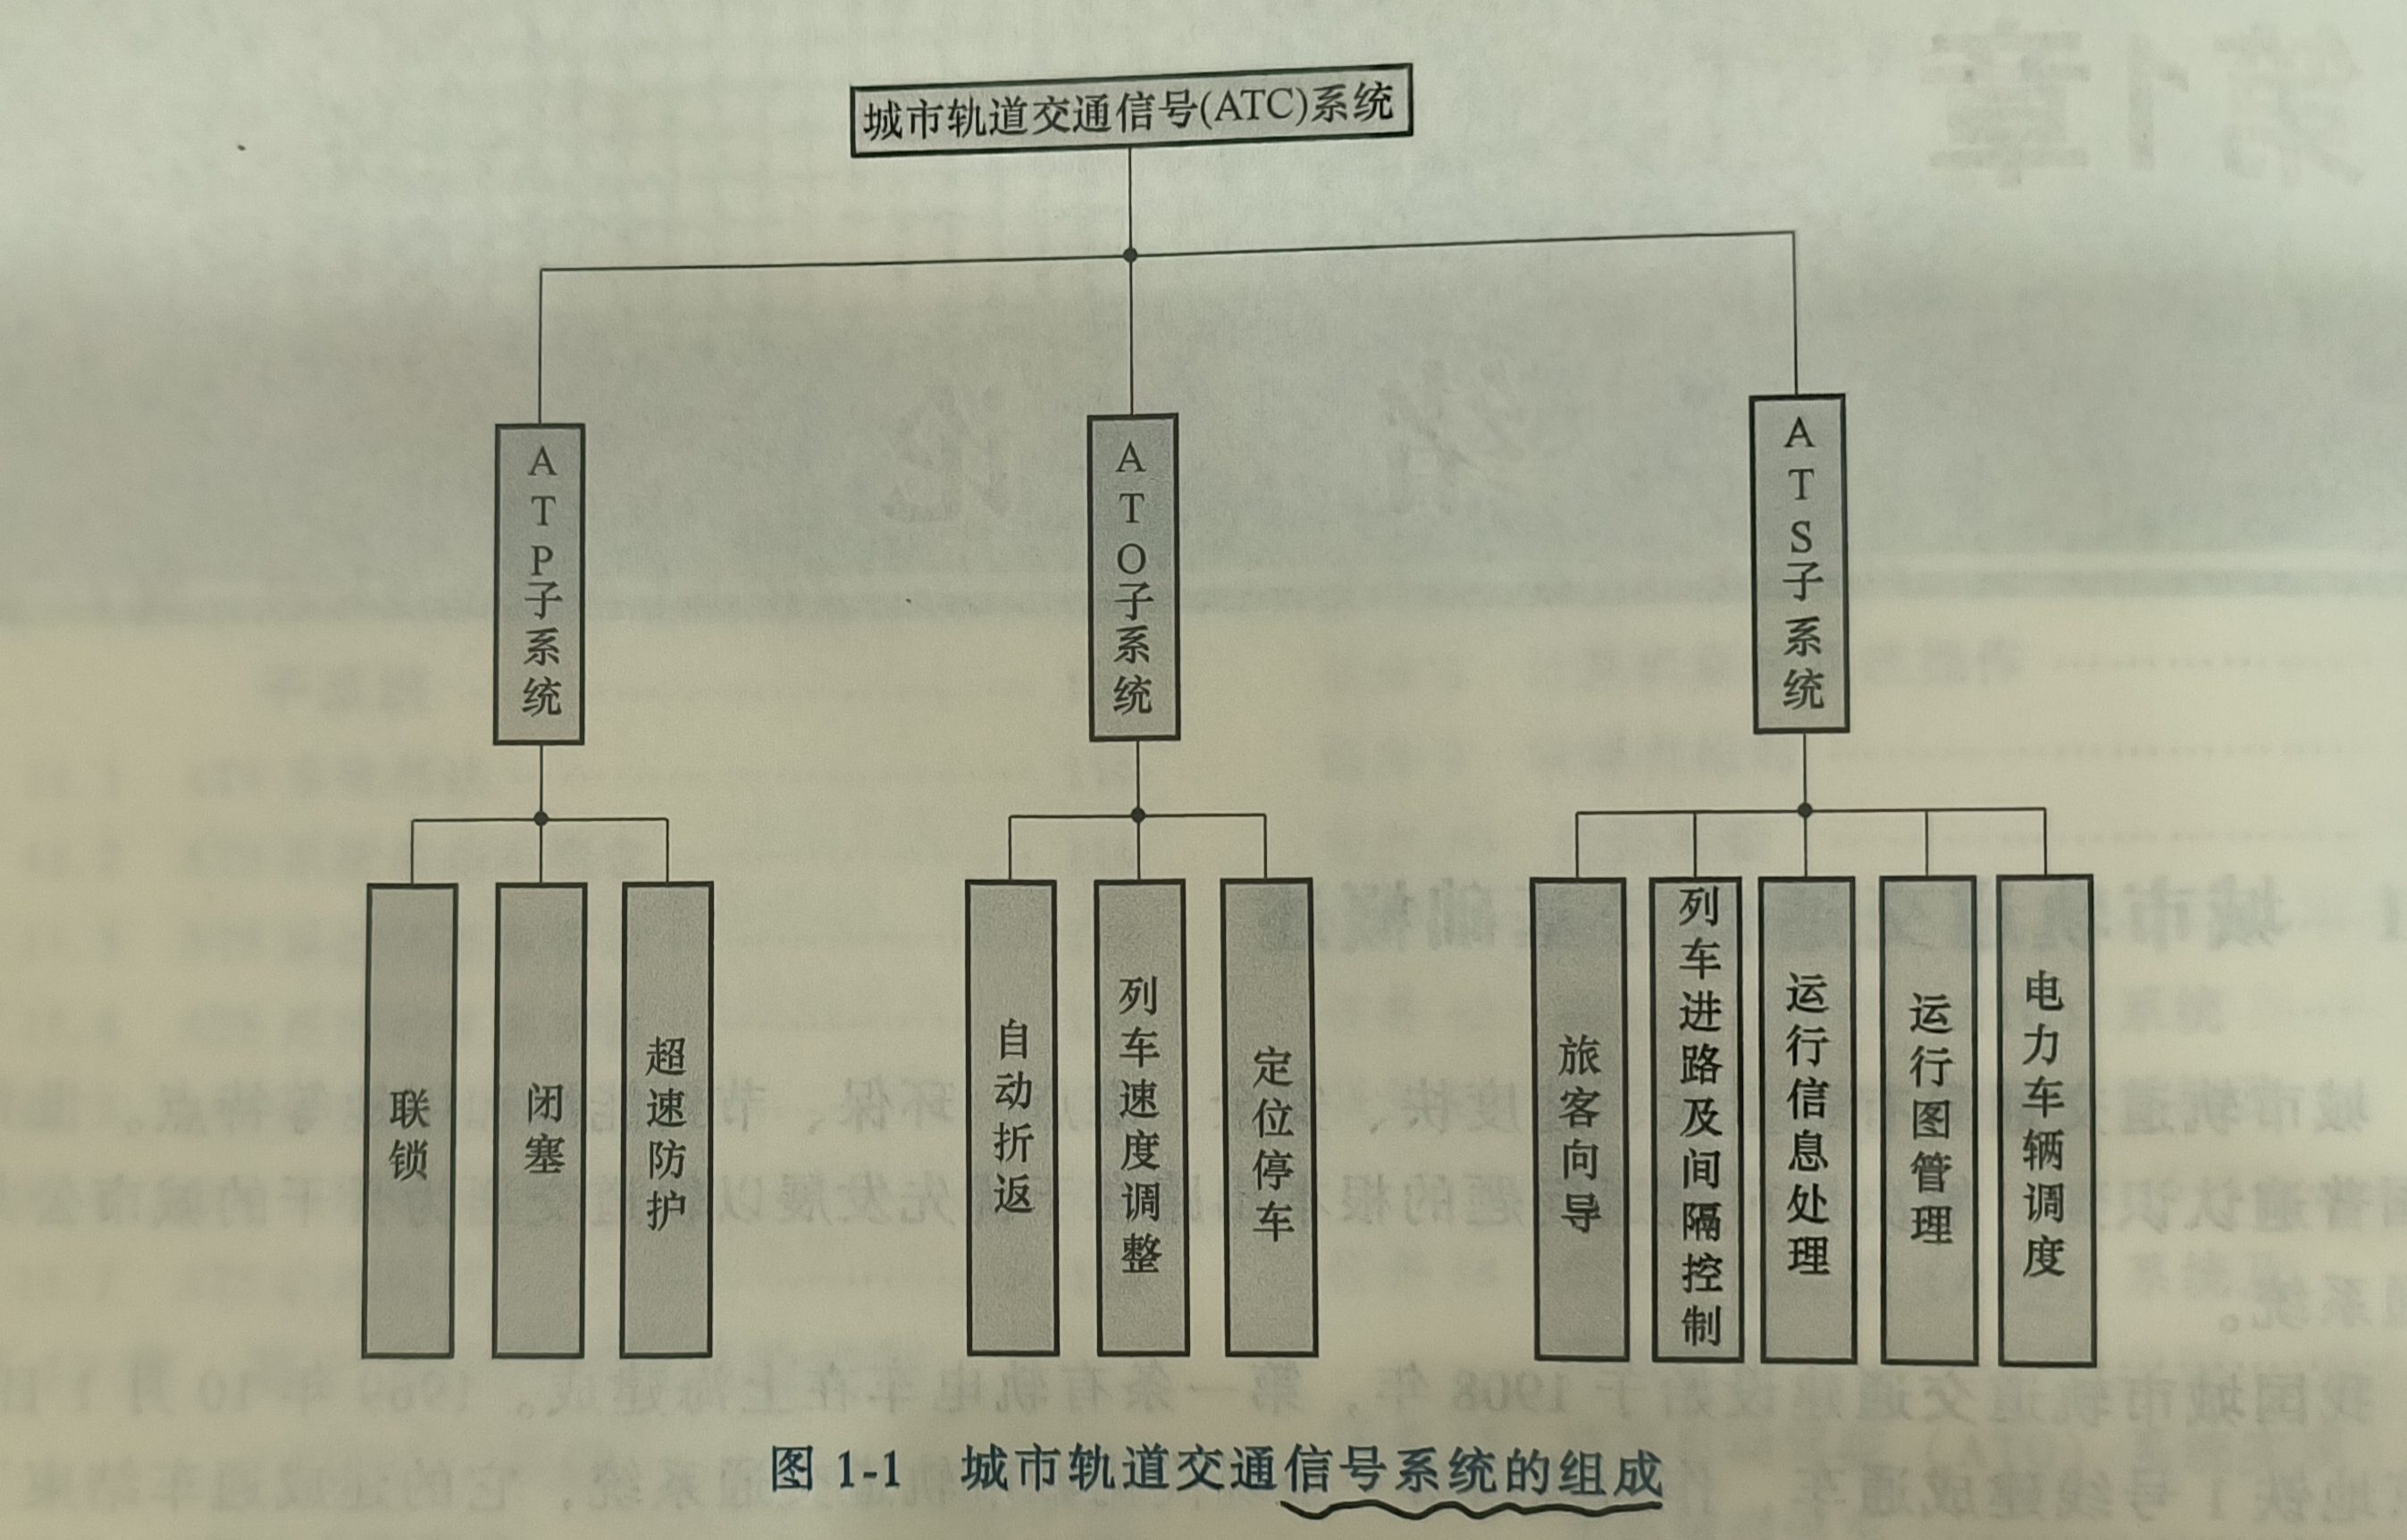 城市轨道交通信号(ATC)系统
ATP子系统
ATO子系统
ATS子系统
联锁
闭塞
超速防护
自动折返
列车速度调整
定位停车
旅客向导
列车进路及间隔控制
运行信息处理
运行图管理
电力车辆调度
图 1-1 城市轨道交通信号系统的组成